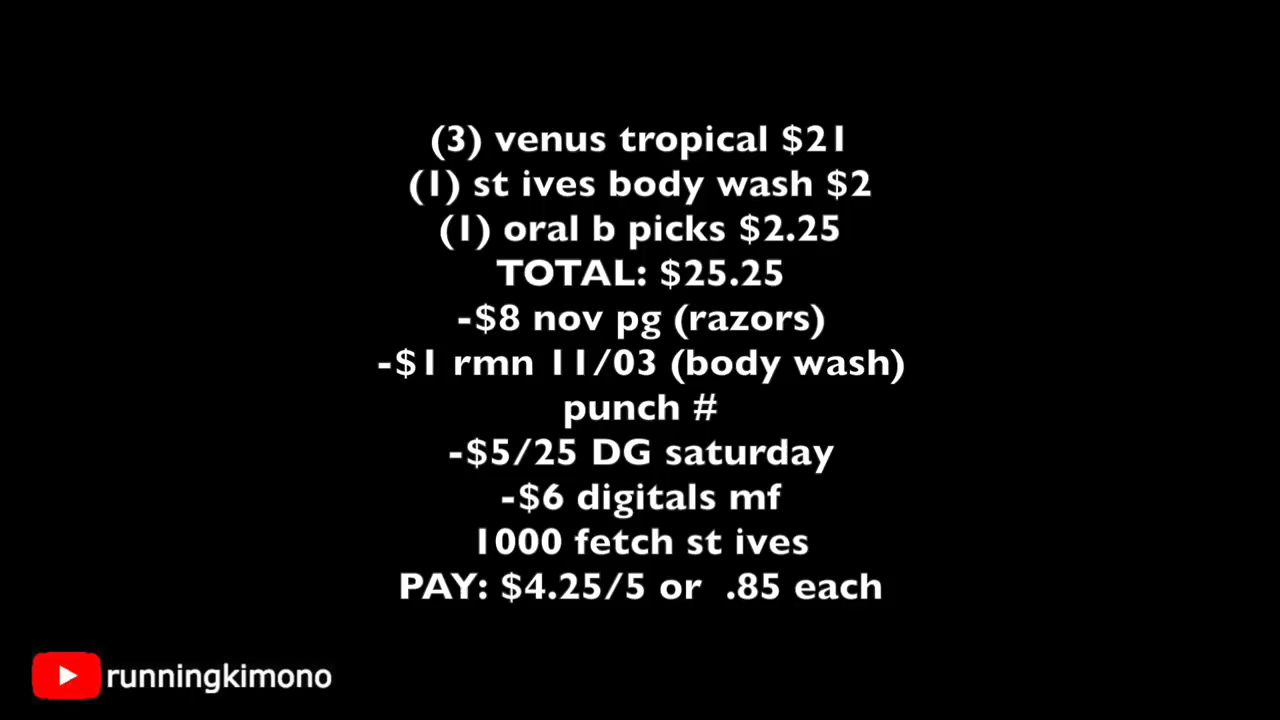 (3) venus tropical $21
(1) st ives body wash $2
(1) oral b picks $2.25
TOTAL: $25.25
-$8 nov pg (razors)
-$1 rmn 11/03 (body wash)
punch #
-$5/25 DG saturday
-$6 digitals mf
1000 fetch st ives
PAY: $4.25/5 or .85 each
runningkimono